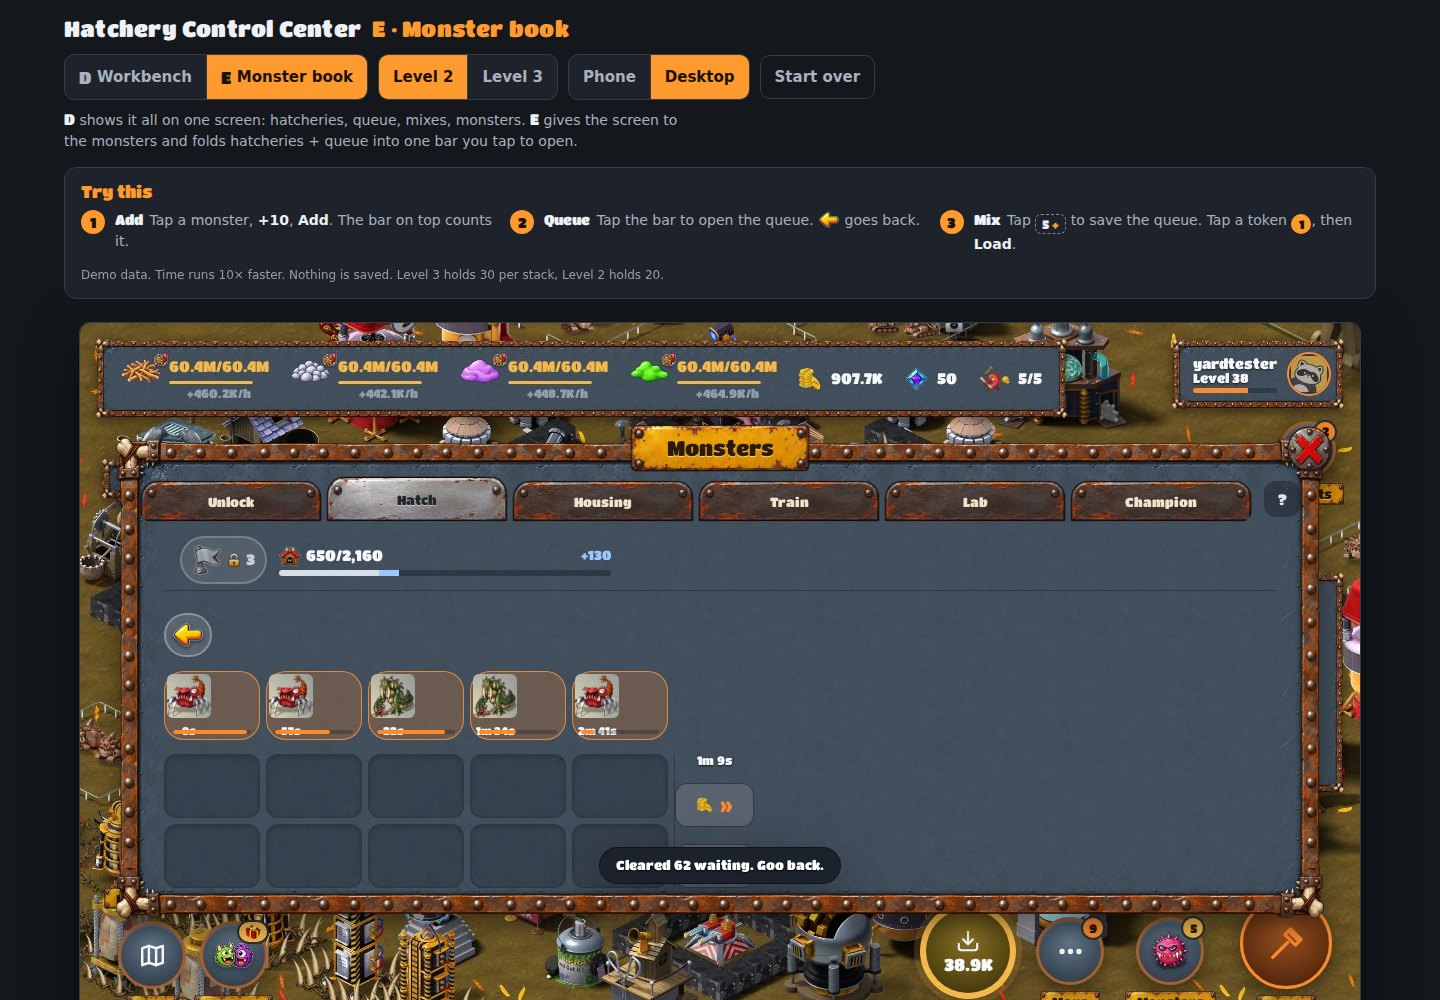 Hatchery Control Center E · Monster book
D Workbench E Monster book Level 2 Level 3 Phone Desktop Start over
D shows it all on one screen: hatcheries, queue, mixes, monsters. E gives the screen to
the monsters and folds hatcheries + queue into one bar you tap to open.
Try this
1 Add Tap a monster, +10, Add. The bar on top counts
it.
2 Queue Tap the bar to open the queue. goes back.
3 Mix Tap 5+ to save the queue. Tap a token 1, then
Load.
Demo data. Time runs 10× faster. Nothing is saved. Level 3 holds 30 per stack, Level 2 holds 20.
60.4M/60.4M 60.4M/60.4M 60.4M/60.4M 60.4M/60.4M 907.7K 50 5/5
+460.2K/h +442.1K/h +448.7K/h +464.9K/h
yardtester
Level 38
Monsters
Unlock Hatch Housing Train Lab Champion ?
3 650/2,160 +130
2m 41s
1m 9s
Cleared 62 waiting. Goo back.
38.9K
9
5